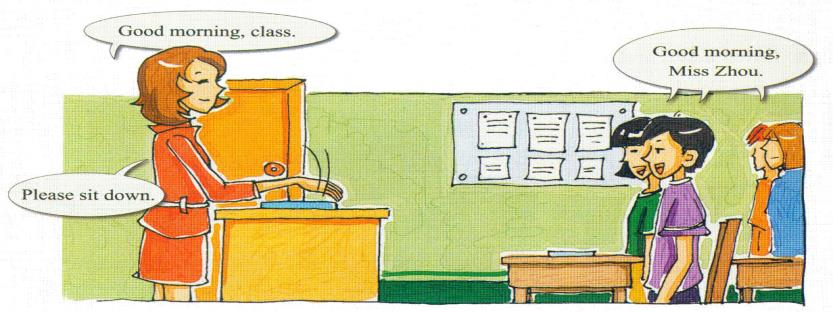 Good morning, class.
Good morning,
Miss Zhou.
Please sit down.